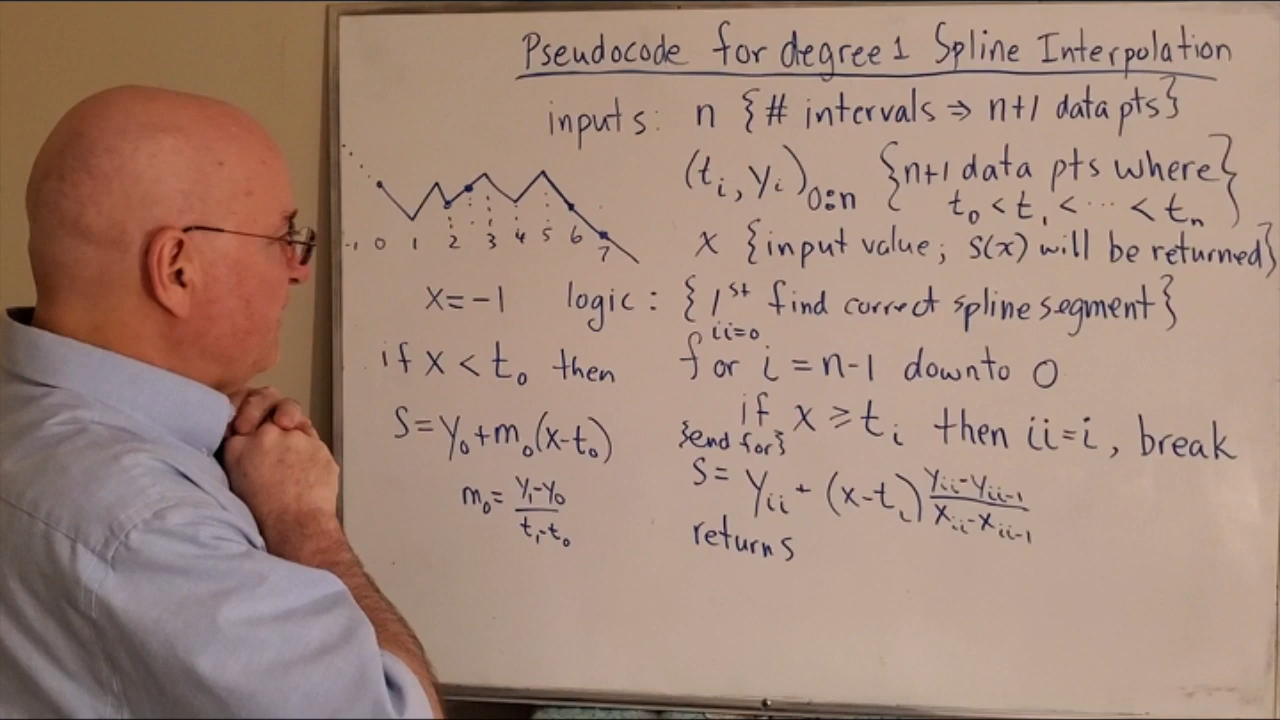 Pseudocode for degree 1 Spline Interpolation
inputs: n {# intervals ⇒ n+1 data pts}
(tᵢ, yᵢ)₀:ₙ {n+1 data pts where
t₀ < t₁ < ... < tₙ}
x {input value; s(x) will be returned}
-1 0 1 2 3 4 5 6 7
x = -1
logic: {1st find correct spline segment}
ii=0
for i = n-1 downto 0
if x ≥ tᵢ then ii=i, break
{end for}
S = yᵢᵢ + (x-tᵢ) (yᵢᵢ-yᵢᵢ₋₁)/(xᵢᵢ-xᵢᵢ₋₁)
return s
if x < t₀ then
S = y₀+m₀(x-t₀)
m₀ = (y₁-y₀)/(t₁-t₀)